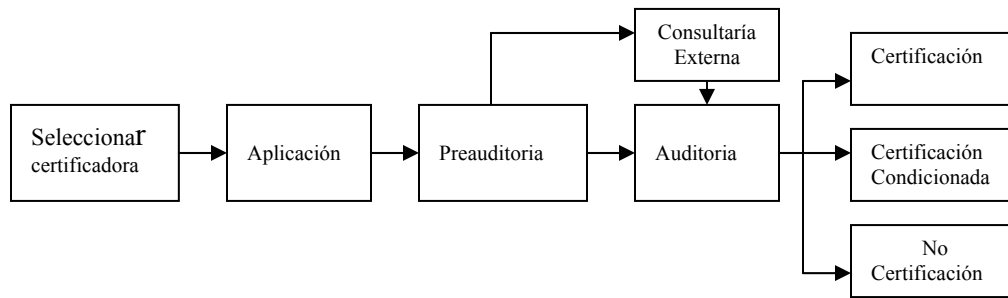 Seleccionar
certificadora
Aplicación
Preauditoria
Consultaría
Externa
Auditoria
Certificación
Certificación
Condicionada
No
Certificación